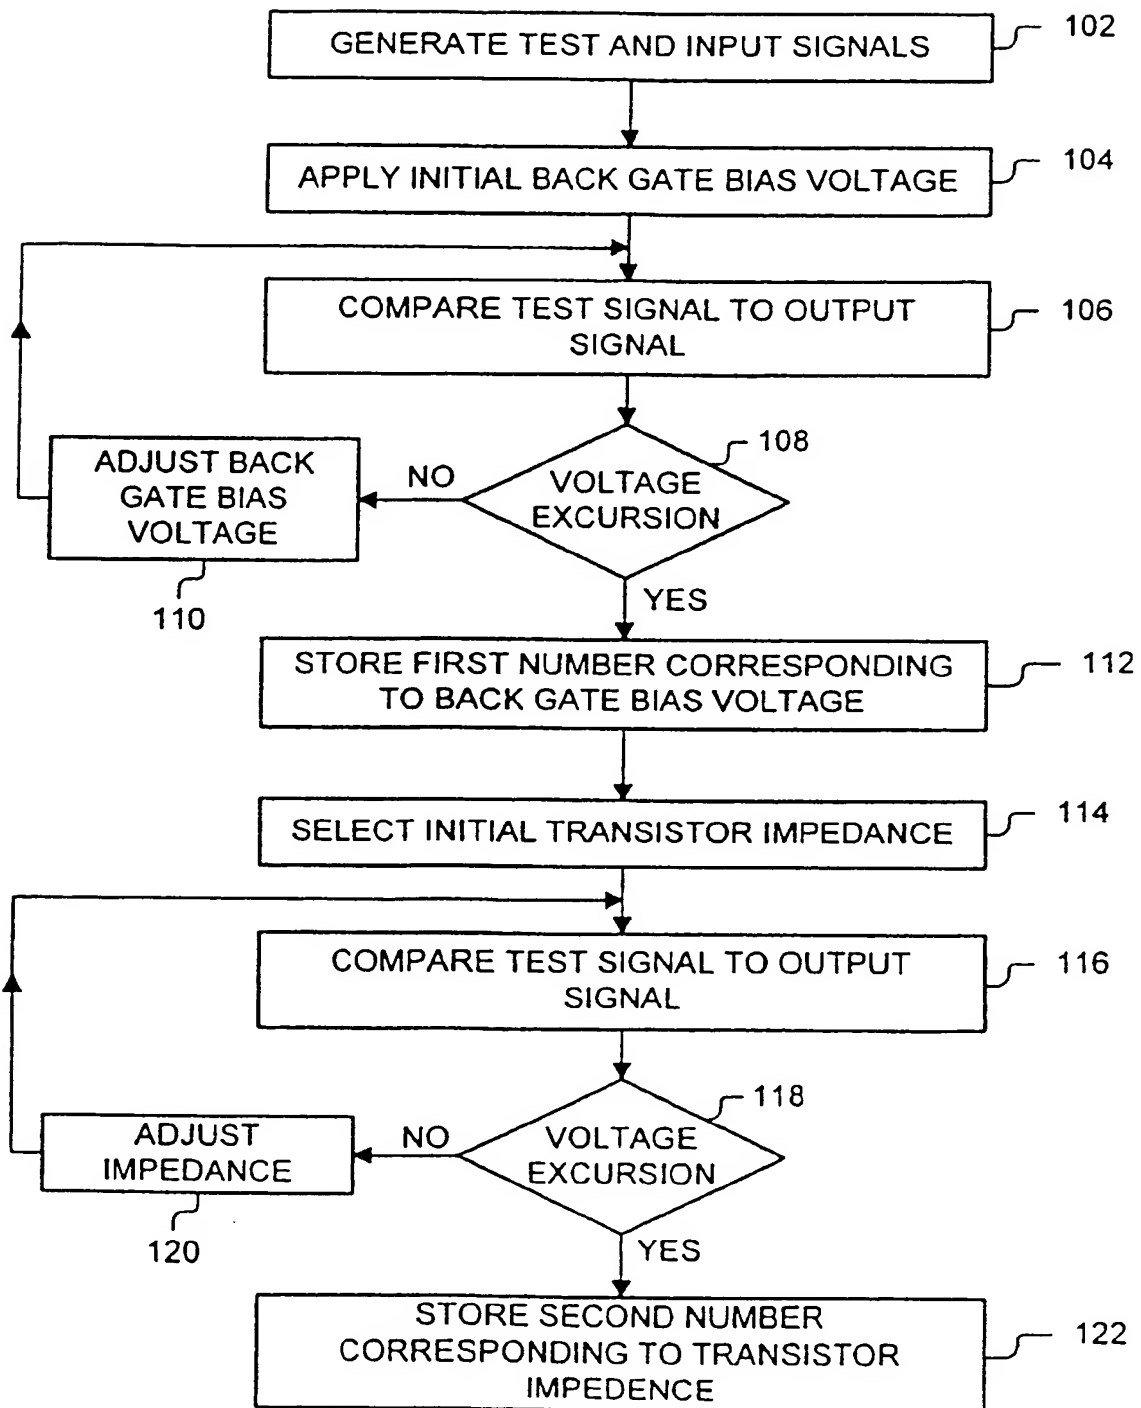 GENERATE TEST AND INPUT SIGNALS
102
APPLY INITIAL BACK GATE BIAS VOLTAGE
104
COMPARE TEST SIGNAL TO OUTPUT
SIGNAL
106
VOLTAGE
EXCURSION
108
NO
ADJUST BACK
GATE BIAS
VOLTAGE
110
YES
STORE FIRST NUMBER CORRESPONDING
TO BACK GATE BIAS VOLTAGE
112
SELECT INITIAL TRANSISTOR IMPEDANCE
114
COMPARE TEST SIGNAL TO OUTPUT
SIGNAL
116
VOLTAGE
EXCURSION
118
NO
ADJUST
IMPEDANCE
120
YES
STORE SECOND NUMBER
CORRESPONDING TO TRANSISTOR
IMPEDENCE
122